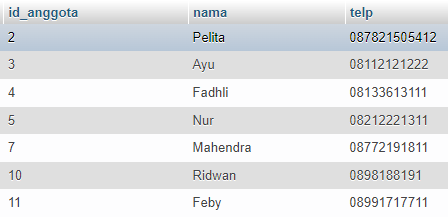 id_anggota nama telp
2 Pelita 087821505412
3 Ayu 08112121222
4 Fadhli 08133613111
5 Nur 08212221311
7 Mahendra 08772191811
10 Ridwan 0898188191
11 Feby 08991717711